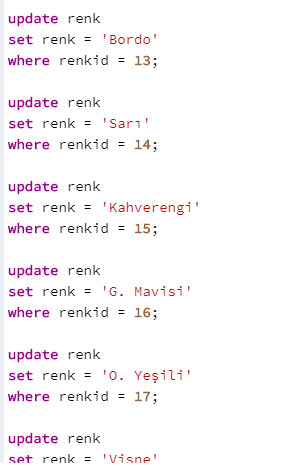 update renk
set renk = 'Bordo'
where renkid = 13;
update renk
set renk = 'Sarı'
where renkid = 14;
update renk
set renk = 'Kahverengi'
where renkid = 15;
update renk
set renk = 'G. Mavisi'
where renkid = 16;
update renk
set renk = 'O. Yeşili'
where renkid = 17;
update renk
set renk = 'Visne'